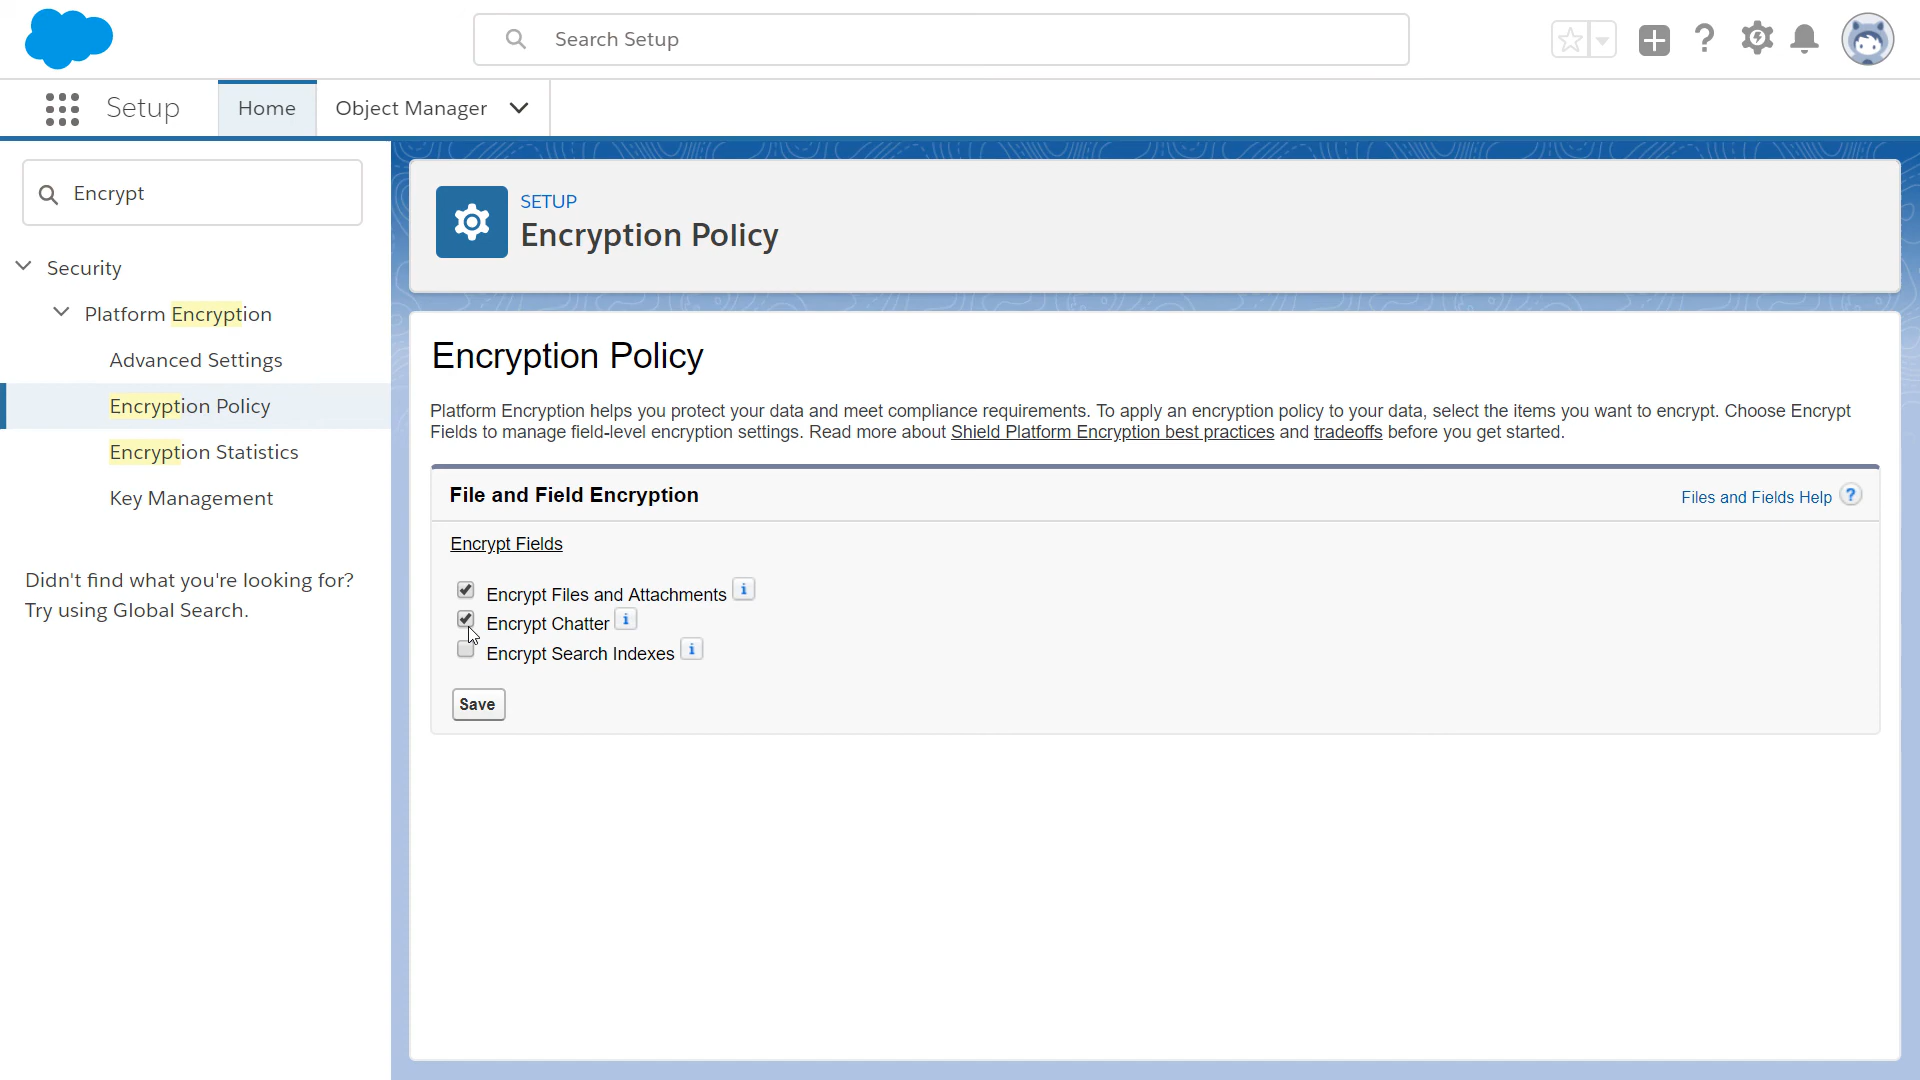 Search Setup
Setup
Home
Object Manager
Encrypt
Security
Platform Encryption
Advanced Settings
Encryption Policy
Encryption Statistics
Key Management
Didn't find what you're looking for?
Try using Global Search.
SETUP
Encryption Policy
Encryption Policy
Platform Encryption helps you protect your data and meet compliance requirements. To apply an encryption policy to your data, select the items you want to encrypt. Choose Encrypt
Fields to manage field-level encryption settings. Read more about Shield Platform Encryption best practices and tradeoffs before you get started.
File and Field Encryption
Files and Fields Help ?
Encrypt Fields
Encrypt Files and Attachments i
Encrypt Chatter i
Encrypt Search Indexes i
Save